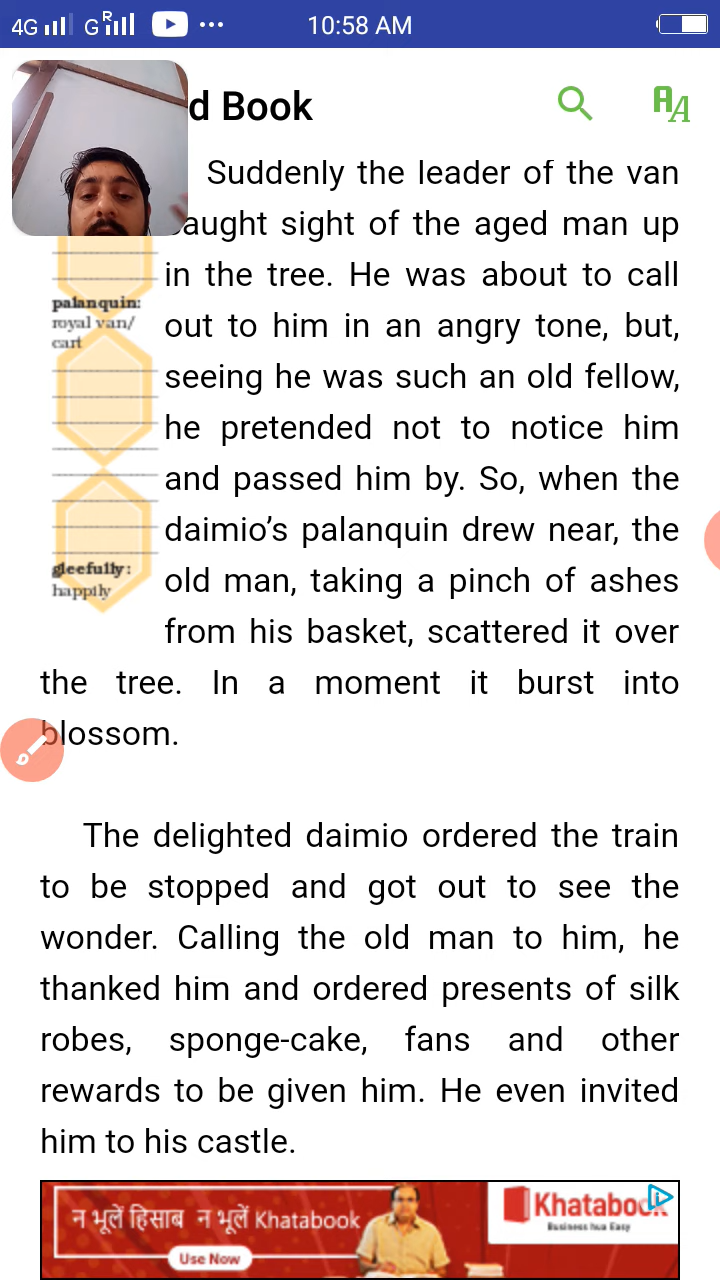 4G G R 10:58 AM
d Book
AA
Suddenly the leader of the van
aught sight of the aged man up
in the tree. He was about to call
palanquin:
royal van/
cart
out to him in an angry tone, but,
seeing he was such an old fellow,
he pretended not to notice him
and passed him by. So, when the
daimio’s palanquin drew near, the
gleefully:
happily
old man, taking a pinch of ashes
from his basket, scattered it over
the tree. In a moment it burst into
blossom.
The delighted daimio ordered the train
to be stopped and got out to see the
wonder. Calling the old man to him, he
thanked him and ordered presents of silk
robes, sponge-cake, fans and other
rewards to be given him. He even invited
him to his castle.
न भूलें हिसाब न भूलें Khatabook
Use Now
Khatabook
Business hua Easy